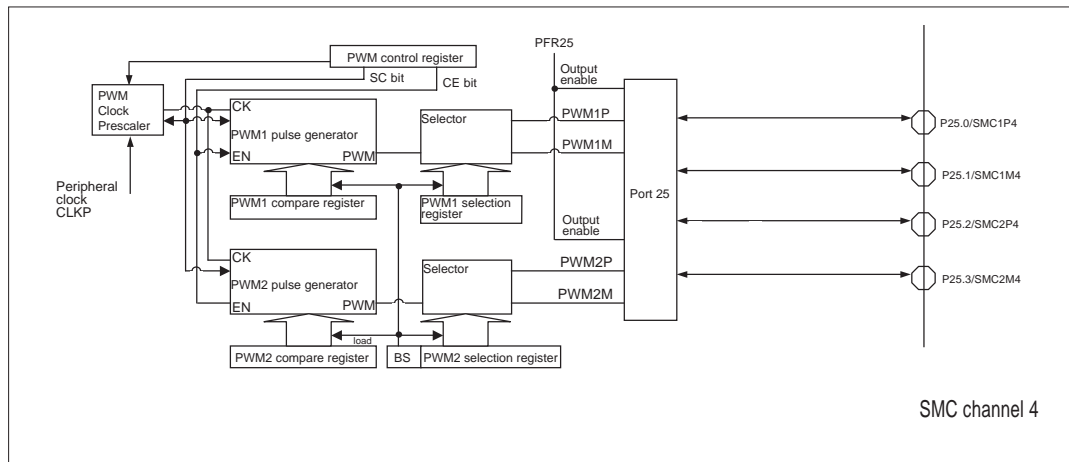 PFR25
PWM control register
SC bit
CE bit
Output
enable
PWM
Clock
Prescaler
CK
PWM1 pulse generator
EN
PWM
Selector
PWM1P
PWM1M
P25.0/SMC1P4
Peripheral
clock
CLKP
PWM1 compare register
PWM1 selection
register
Port 25
P25.1/SMC1M4
Output
enable
P25.2/SMC2P4
CK
PWM2 pulse generator
EN
PWM
Selector
PWM2P
PWM2M
P25.3/SMC2M4
load
PWM2 compare register
BS
PWM2 selection register
SMC channel 4